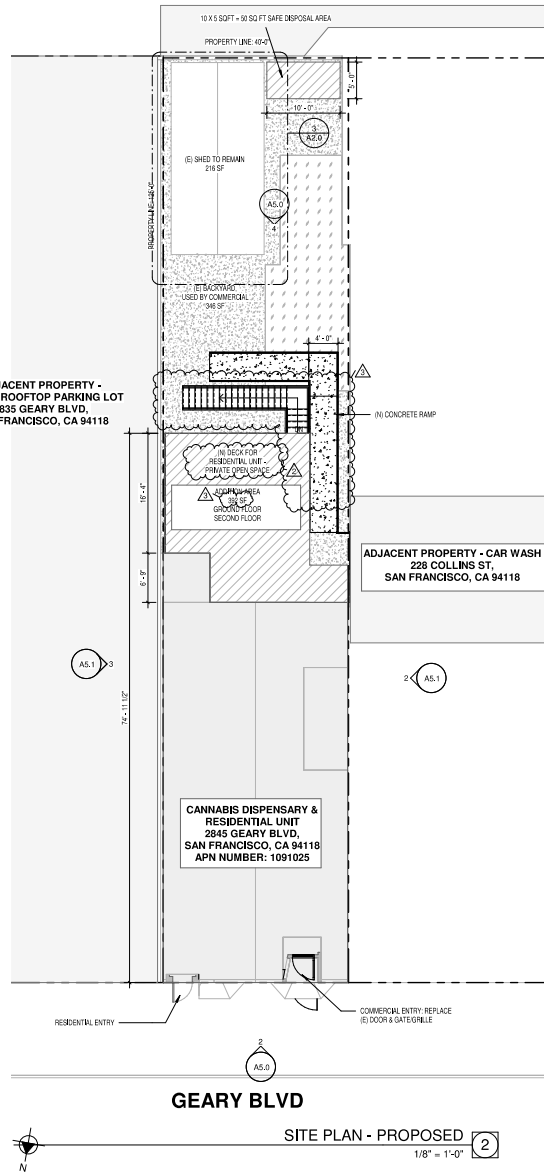 10 X 5 SQFT = 50 SQ FT SAFE DISPOSAL AREA
PROPERTY LINE: 40'-0"
5' - 0"
10' - 0"
3
A2.0
(E) SHED TO REMAIN
216 SF
A5.0
4
(E) BACKYARD
USED BY COMMERCIAL
346 SF
4' - 0"
3
JACENT PROPERTY -
ROOFTOP PARKING LOT
835 GEARY BLVD,
FRANCISCO, CA 94118
(N) CONCRETE RAMP
DN
(N) DECK FOR
RESIDENTIAL UNIT -
PRIVATE OPEN SPACE
2
3
ADDITION AREA
392 SF
GROUND FLOOR
SECOND FLOOR
16' - 4"
6' - 9"
74' - 11 1/2"
ADJACENT PROPERTY - CAR WASH
228 COLLINS ST,
SAN FRANCISCO, CA 94118
A5.1
3
2
A5.1
CANNABIS DISPENSARY &
RESIDENTIAL UNIT
2845 GEARY BLVD,
SAN FRANCISCO, CA 94118
APN NUMBER: 1091025
RESIDENTIAL ENTRY
COMMERCIAL ENTRY: REPLACE
(E) DOOR & GATE/GRILLE
2
A5.0
GEARY BLVD
SITE PLAN - PROPOSED
2
1/8" = 1'-0"
N